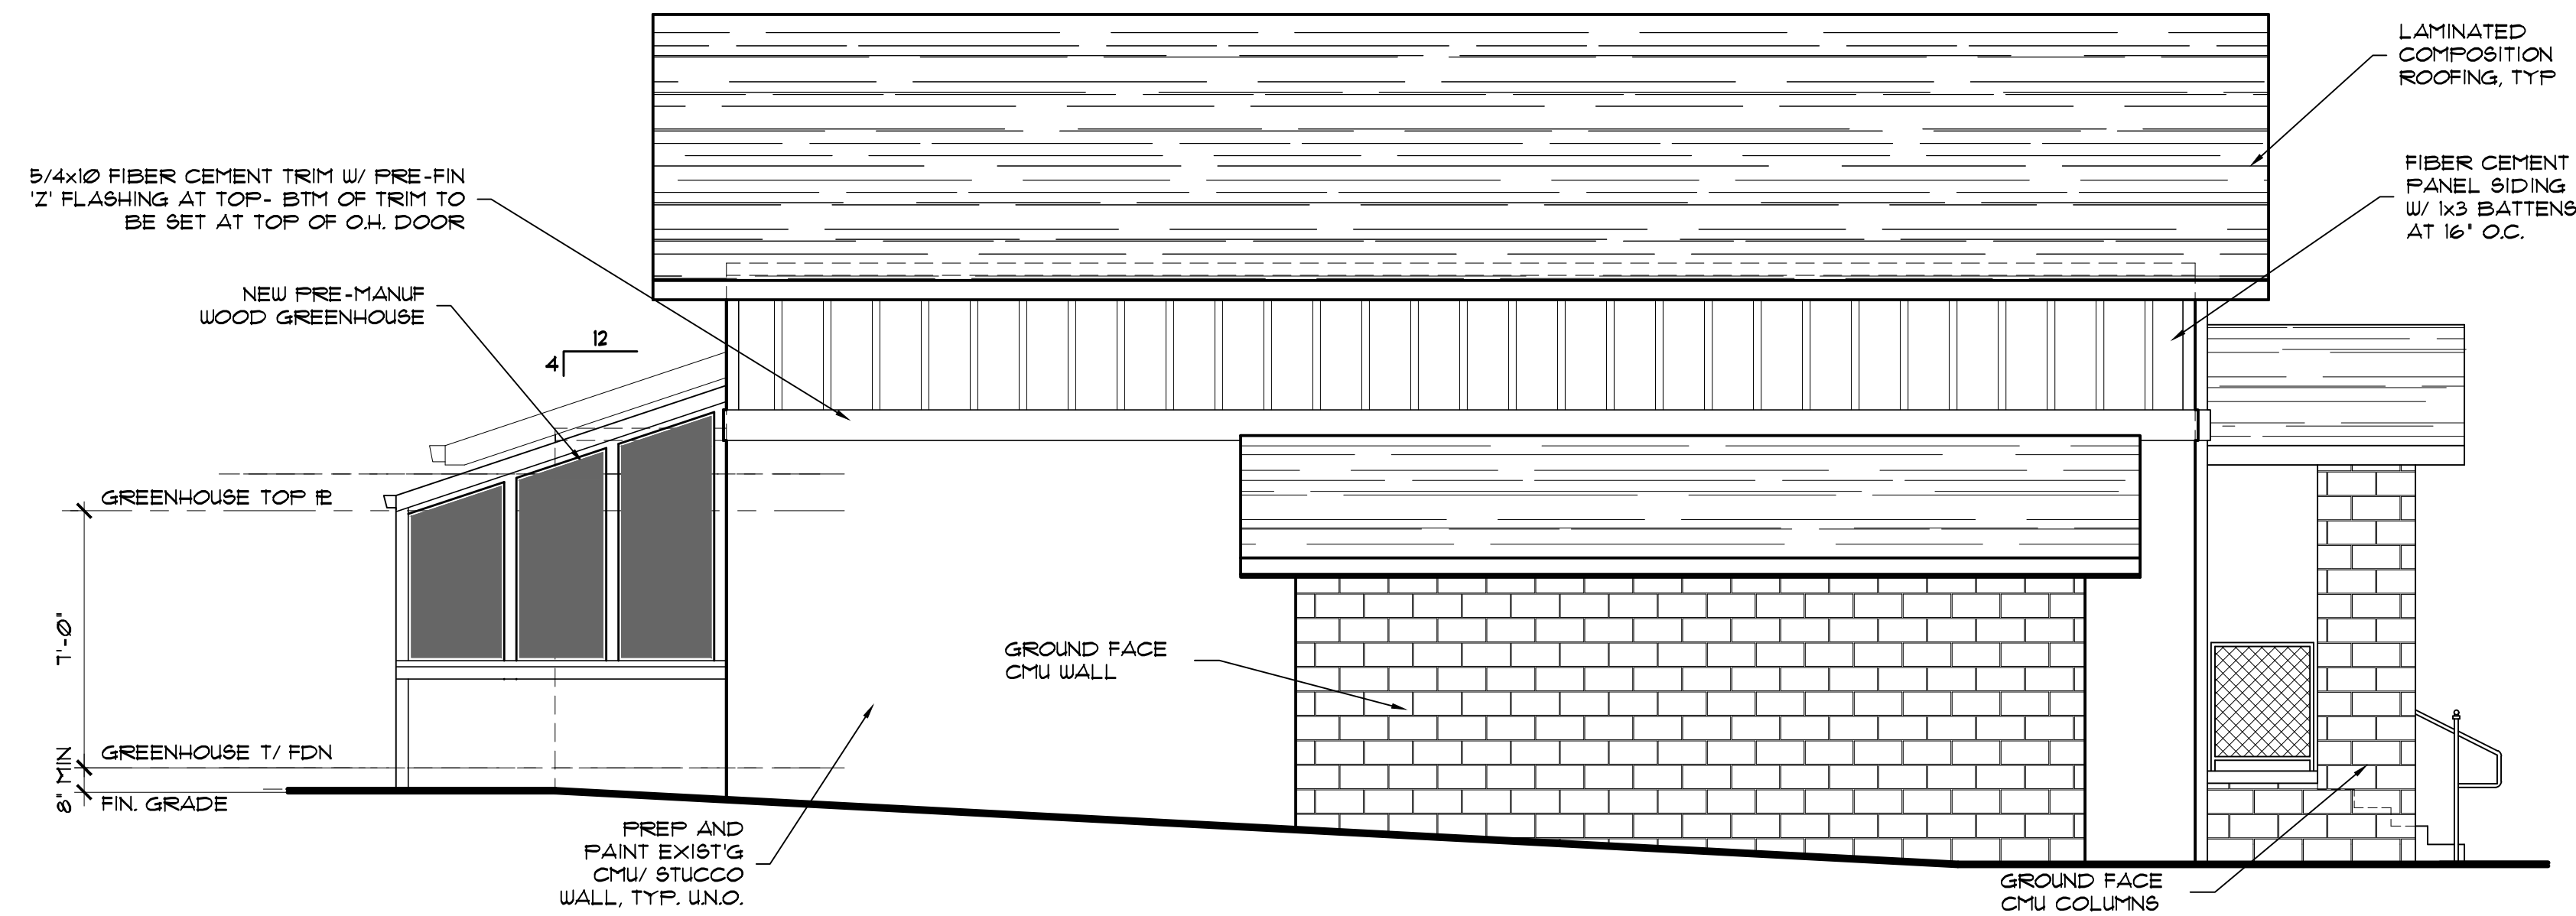 LAMINATED
COMPOSITION
ROOFING, TYP
FIBER CEMENT
PANEL SIDING
W/ 1x3 BATTENS
AT 16" O.C.
5/4x10 FIBER CEMENT TRIM W/ PRE-FIN
'Z' FLASHING AT TOP- BTM OF TRIM TO
BE SET AT TOP OF O.H. DOOR
NEW PRE-MANUF
WOOD GREENHOUSE
12
4
GREENHOUSE TOP PL
7'-0"
GREENHOUSE T/ FDN
8" MIN
FIN. GRADE
GROUND FACE
CMU WALL
PREP AND
PAINT EXIST'G
CMU/ STUCCO
WALL, TYP. U.N.O.
GROUND FACE
CMU COLUMNS